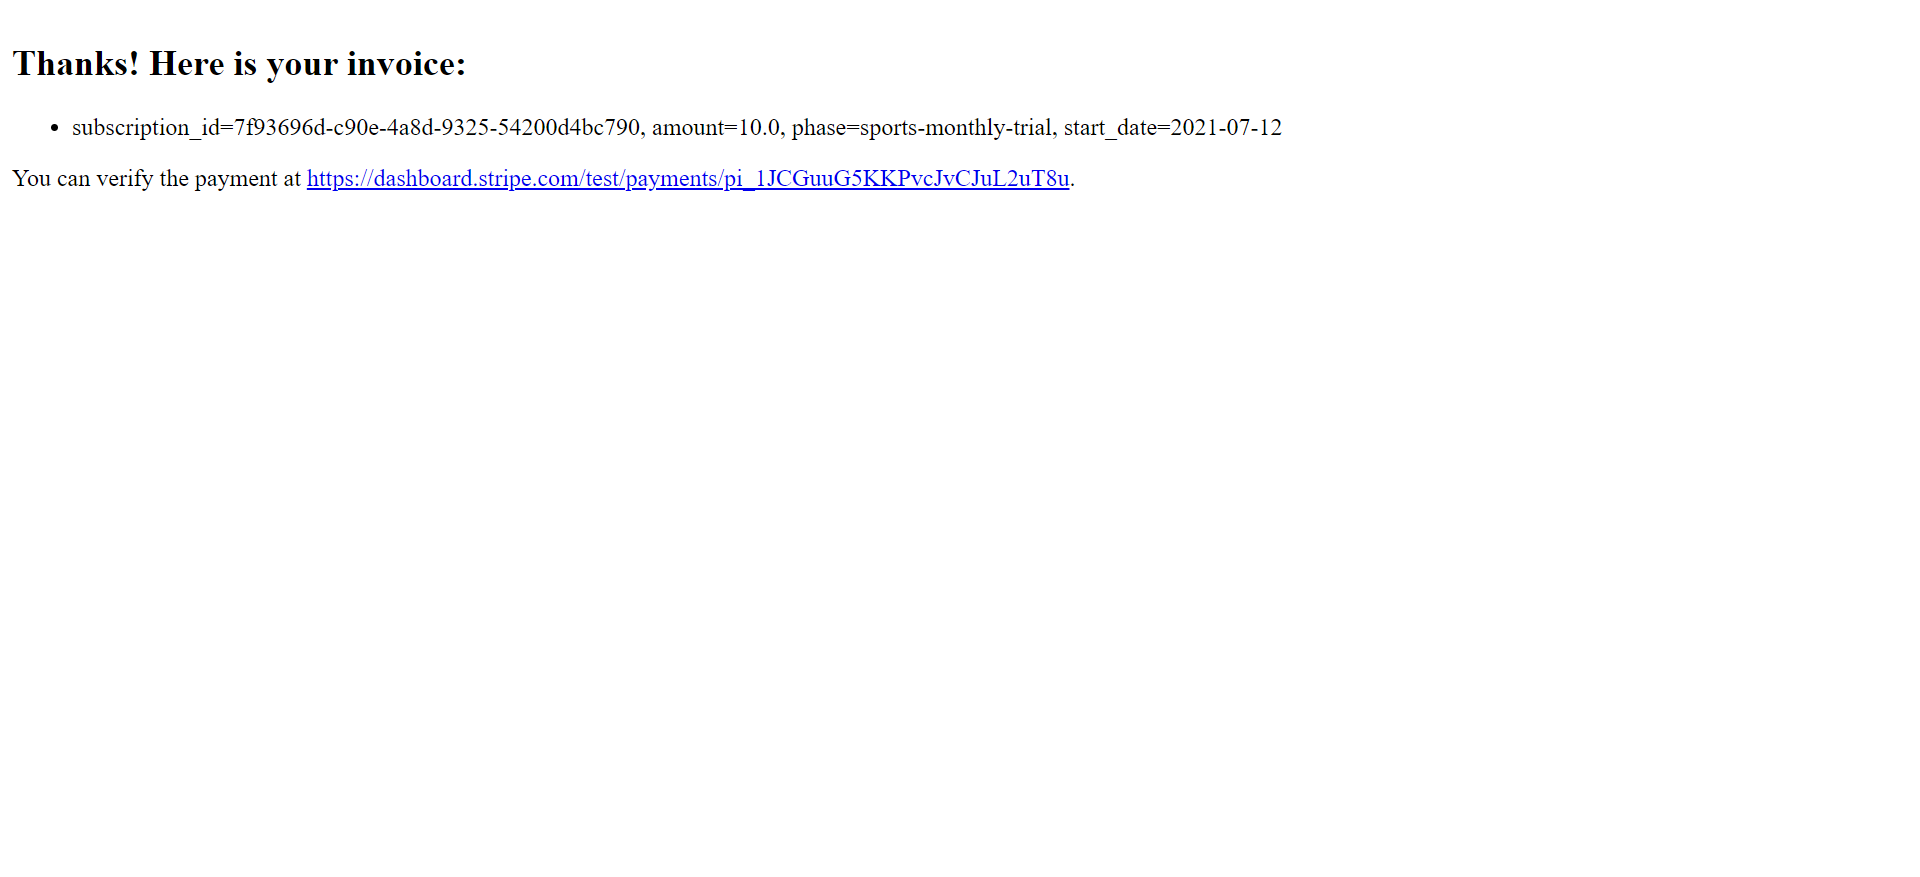 Thanks! Here is your invoice:
• subscription_id=7f93696d-c90e-4a8d-9325-54200d4bc790, amount=10.0, phase=sports-monthly-trial, start_date=2021-07-12
You can verify the payment at https://dashboard.stripe.com/test/payments/pi_1JCGuuG5KKPvcJvCJuL2uT8u.